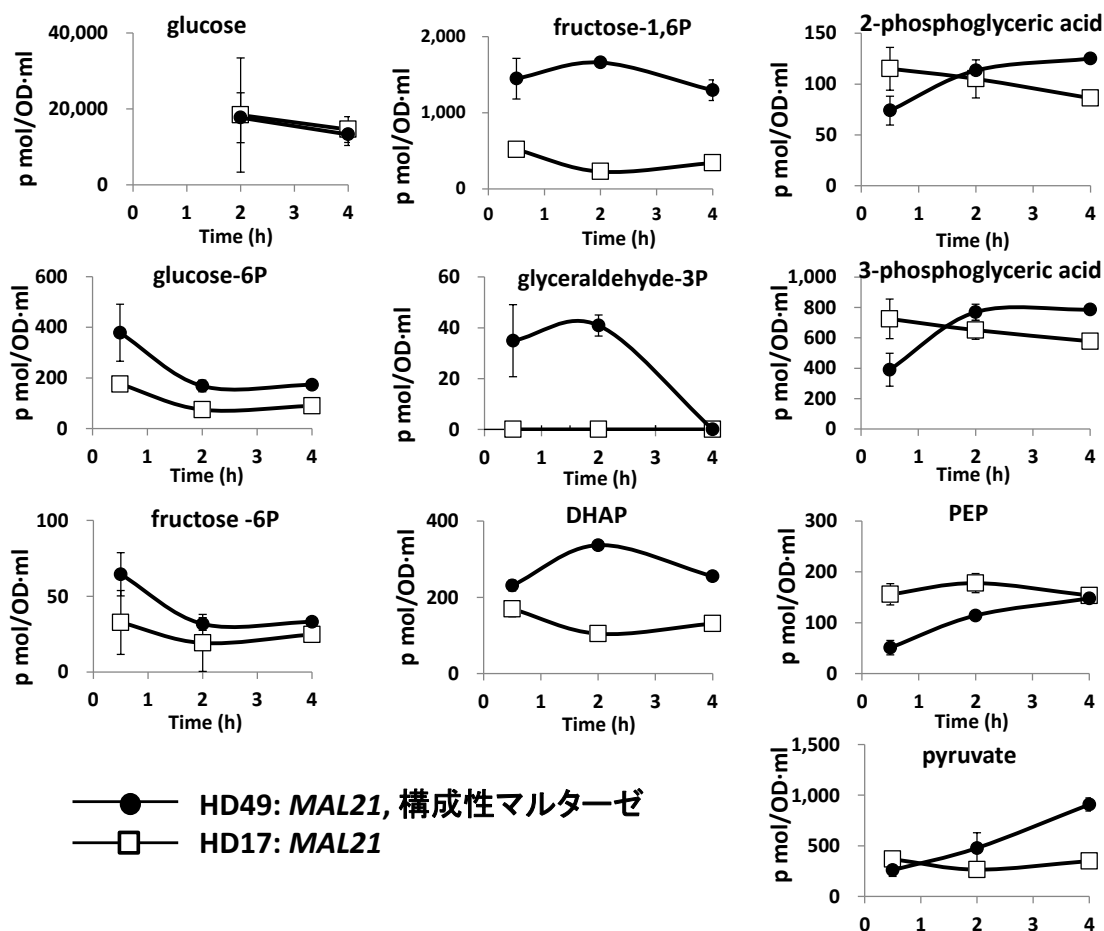 glucose
p mol/OD·ml
40,000
20,000
0
0 1 2 3 4
Time (h)
fructose-1,6P
p mol/OD·ml
2,000
1,000
0
0 1 2 3 4
Time (h)
2-phosphoglyceric acid
p mol/OD·ml
150
100
50
0
0 1 2 3 4
Time (h)
glucose-6P
p mol/OD·ml
600
400
200
0
0 1 2 3 4
Time (h)
glyceraldehyde-3P
p mol/OD·ml
60
40
20
0
0 1 2 3 4
Time (h)
3-phosphoglyceric acid
p mol/OD·ml
1,000
800
600
400
200
0
0 1 2 3 4
Time (h)
fructose -6P
p mol/OD·ml
100
50
0
0 1 2 3 4
Time (h)
DHAP
p mol/OD·ml
400
200
0
0 1 2 3 4
Time (h)
PEP
p mol/OD·ml
300
200
100
0
0 1 2 3 4
Time (h)
pyruvate
p mol/OD·ml
1,500
1,000
500
0
0 1 2 3 4
Time (h)
HD49: MAL21, 構成性マルターゼ
HD17: MAL21